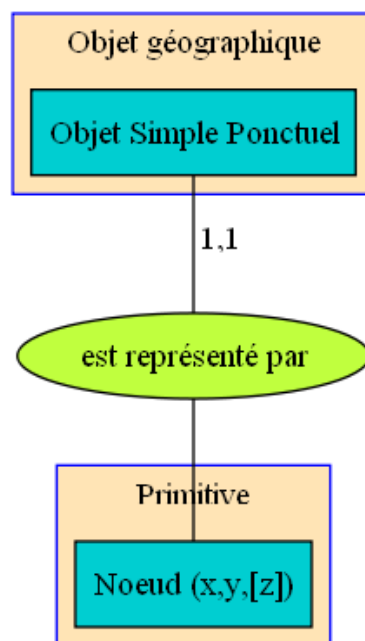 Objet géographique
Objet Simple Ponctuel
1,1
est représenté par
Primitive
Noeud (x,y,[z])